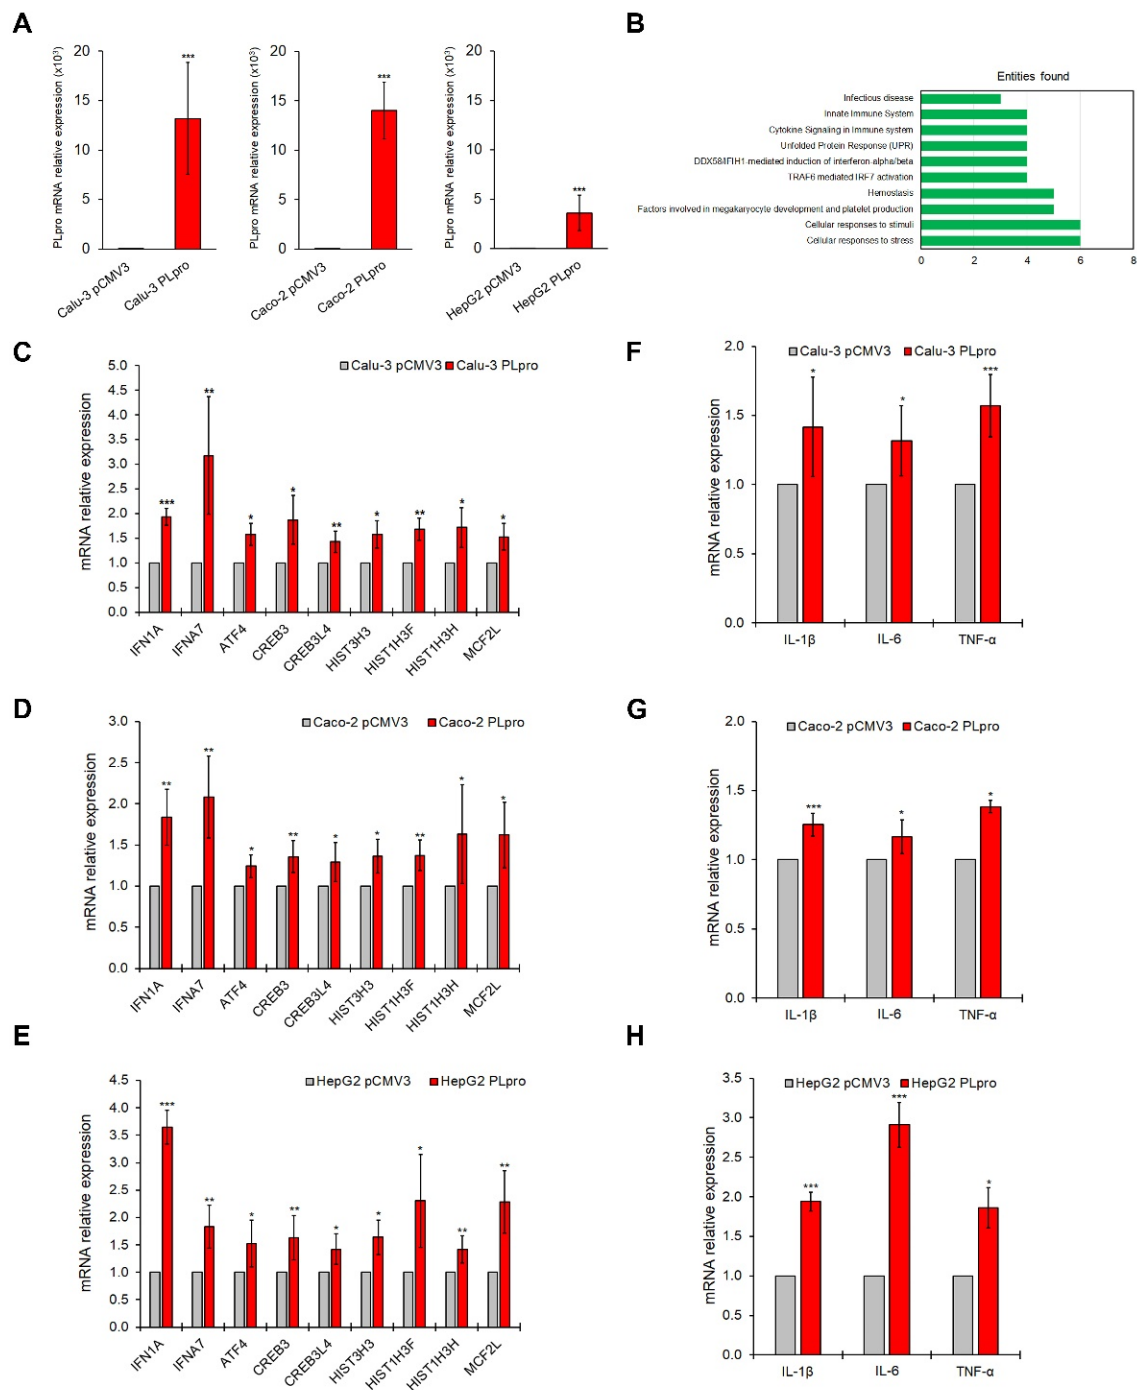 A
PLpro mRNA relative expression (x10³)
20
15
10
5
0
***
Calu-3 pCMV3
Calu-3 PLpro
PLpro mRNA relative expression (x10³)
20
15
10
5
0
***
Caco-2 pCMV3
Caco-2 PLpro
PLpro mRNA relative expression (x10³)
20
15
10
5
0
***
HepG2 pCMV3
HepG2 PLpro
B
Entities found
Infectious disease
Innate Immune System
Cytokine Signaling in Immune system
Unfolded Protein Response (UPR)
DDX58/IFIH1-mediated induction of interferon-alpha/beta
TRAF6 mediated IRF7 activation
Hemostasis
Factors involved in megakaryocyte development and platelet production
Cellular responses to stimuli
Cellular responses to stress
0 2 4 6 8
C
Calu-3 pCMV3 Calu-3 PLpro
mRNA relative expression
5.0
4.5
4.0
3.5
3.0
2.5
2.0
1.5
1.0
0.5
0.0
*** ** * * ** * ** * *
IFN1A IFNA7 ATF4 CREB3 CREB3L4 HIST3H3 HIST1H3F HIST1H3H MCF2L
F
Calu-3 pCMV3 Calu-3 PLpro
mRNA relative expression
2.0
1.5
1.0
0.5
0.0
* * ***
IL-1β IL-6 TNF-α
D
Caco-2 pCMV3 Caco-2 PLpro
mRNA relative expression
3.0
2.5
2.0
1.5
1.0
0.5
0.0
** ** * ** * * ** * *
IFN1A IFNA7 ATF4 CREB3 CREB3L4 HIST3H3 HIST1H3F HIST1H3H MCF2L
G
Caco-2 pCMV3 Caco-2 PLpro
mRNA relative expression
2.0
1.5
1.0
0.5
0.0
*** * *
IL-1β IL-6 TNF-α
E
HepG2 pCMV3 HepG2 PLpro
mRNA relative expression
4.5
4.0
3.5
3.0
2.5
2.0
1.5
1.0
0.5
0.0
*** ** * ** * * * ** **
IFN1A IFNA7 ATF4 CREB3 CREB3L4 HIST3H3 HIST1H3F HIST1H3H MCF2L
H
HepG2 pCMV3 HepG2 PLpro
mRNA relative expression
3.5
3.0
2.5
2.0
1.5
1.0
0.5
0.0
*** *** *
IL-1β IL-6 TNF-α